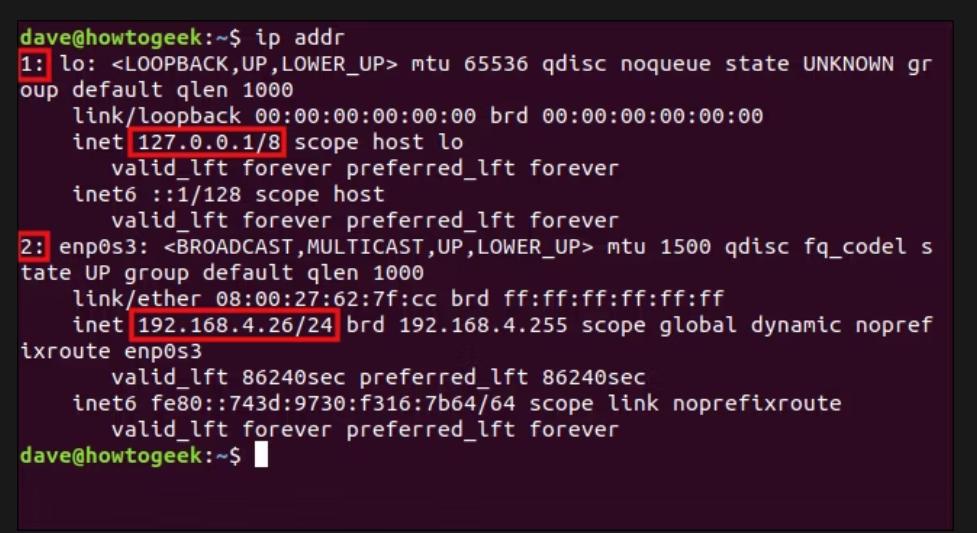 dave@howtogeek:~$ ip addr
1: lo: <LOOPBACK,UP,LOWER_UP> mtu 65536 qdisc noqueue state UNKNOWN gr
oup default qlen 1000
    link/loopback 00:00:00:00:00:00 brd 00:00:00:00:00:00
    inet 127.0.0.1/8 scope host lo
       valid_lft forever preferred_lft forever
    inet6 ::1/128 scope host
       valid_lft forever preferred_lft forever
2: enp0s3: <BROADCAST,MULTICAST,UP,LOWER_UP> mtu 1500 qdisc fq_codel s
tate UP group default qlen 1000
    link/ether 08:00:27:62:7f:cc brd ff:ff:ff:ff:ff:ff
    inet 192.168.4.26/24 brd 192.168.4.255 scope global dynamic nopref
ixroute enp0s3
       valid_lft 86240sec preferred_lft 86240sec
    inet6 fe80::743d:9730:f316:7b64/64 scope link noprefixroute
       valid_lft forever preferred_lft forever
dave@howtogeek:~$